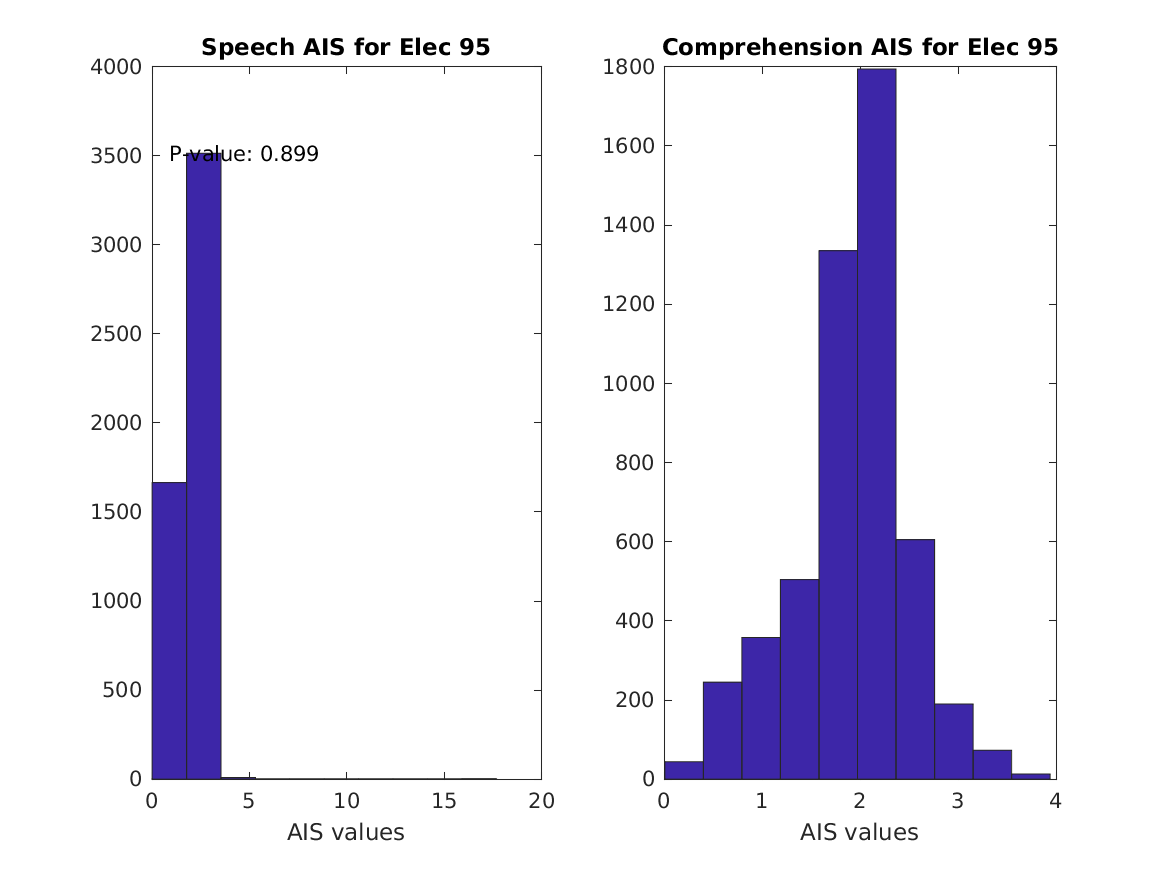 Speech AIS for Elec 95
4000
3500
3000
2500
2000
1500
1000
500
0
P-value: 0.899
0 5 10 15 20
AIS values
Comprehension AIS for Elec 95
1800
1600
1400
1200
1000
800
600
400
200
0
0 1 2 3 4
AIS values